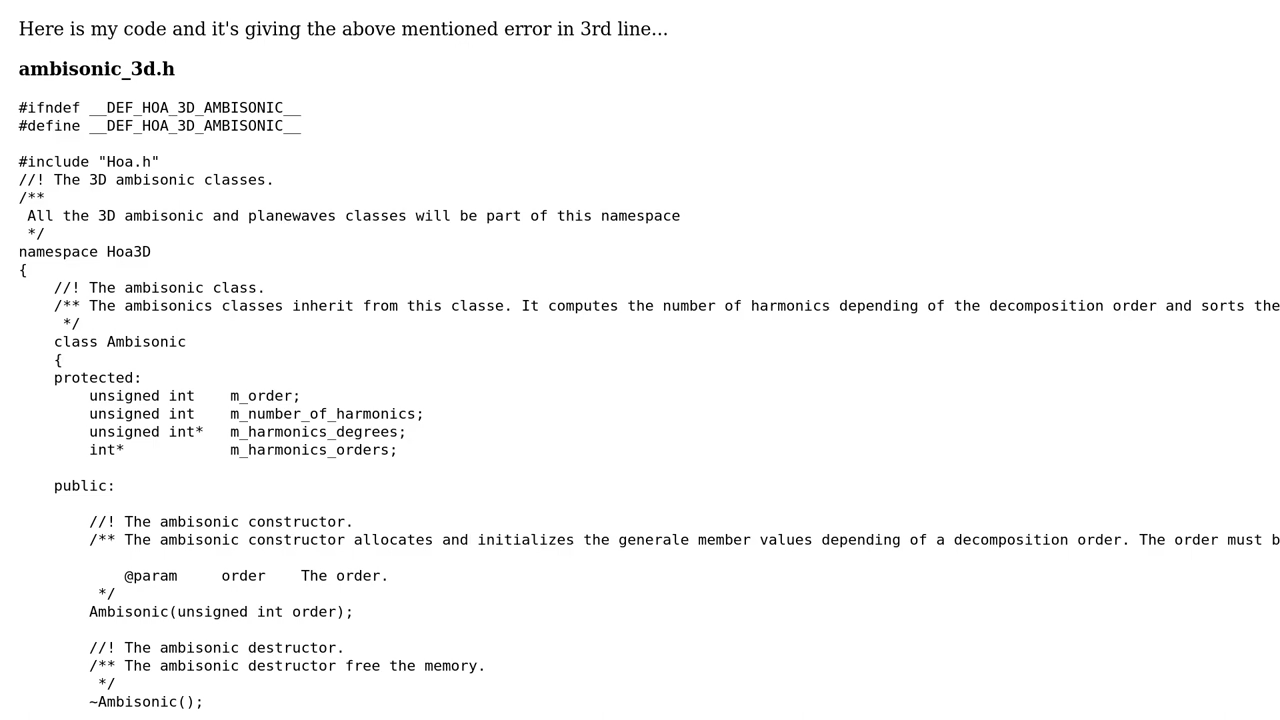 Here is my code and it's giving the above mentioned error in 3rd line...
ambisonic_3d.h
#ifndef __DEF_HOA_3D_AMBISONIC__
#define __DEF_HOA_3D_AMBISONIC__
#include "Hoa.h"
//! The 3D ambisonic classes.
/**
 All the 3D ambisonic and planewaves classes will be part of this namespace
 */
namespace Hoa3D
{
    //! The ambisonic class.
    /** The ambisonics classes inherit from this classe. It computes the number of harmonics depending of the decomposition order and sorts the
     */
    class Ambisonic
    {
    protected:
        unsigned int    m_order;
        unsigned int    m_number_of_harmonics;
        unsigned int*   m_harmonics_degrees;
        int*            m_harmonics_orders;
    public:
        //! The ambisonic constructor.
        /** The ambisonic constructor allocates and initializes the generale member values depending of a decomposition order. The order must b
            @param     order    The order.
         */
        Ambisonic(unsigned int order);
        //! The ambisonic destructor.
        /** The ambisonic destructor free the memory.
         */
        ~Ambisonic();